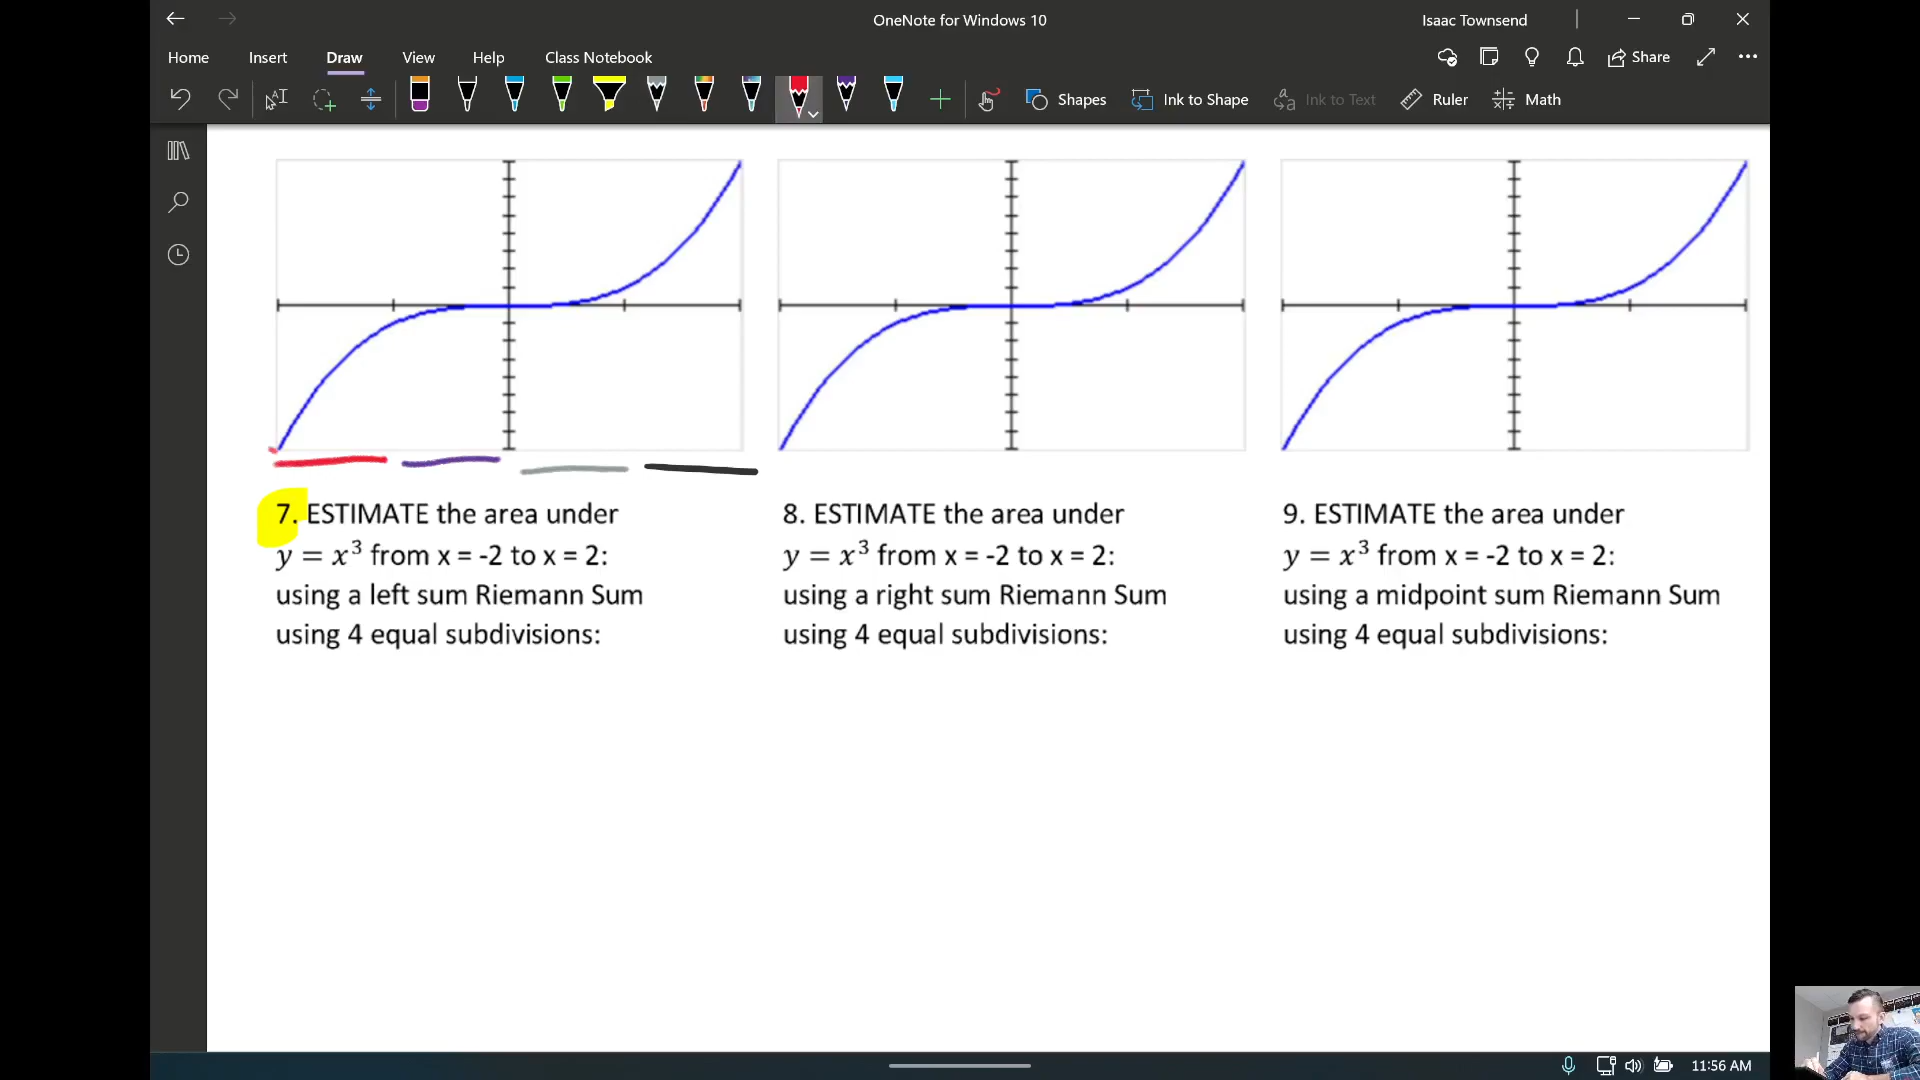 OneNote for Windows 10
Isaac Townsend
Home Insert Draw View Help Class Notebook
Share
Shapes Ink to Shape Ink to Text Ruler Math
7. ESTIMATE the area under
y = x³ from x = -2 to x = 2:
using a left sum Riemann Sum
using 4 equal subdivisions:
8. ESTIMATE the area under
y = x³ from x = -2 to x = 2:
using a right sum Riemann Sum
using 4 equal subdivisions:
9. ESTIMATE the area under
y = x³ from x = -2 to x = 2:
using a midpoint sum Riemann Sum
using 4 equal subdivisions:
11:56 AM